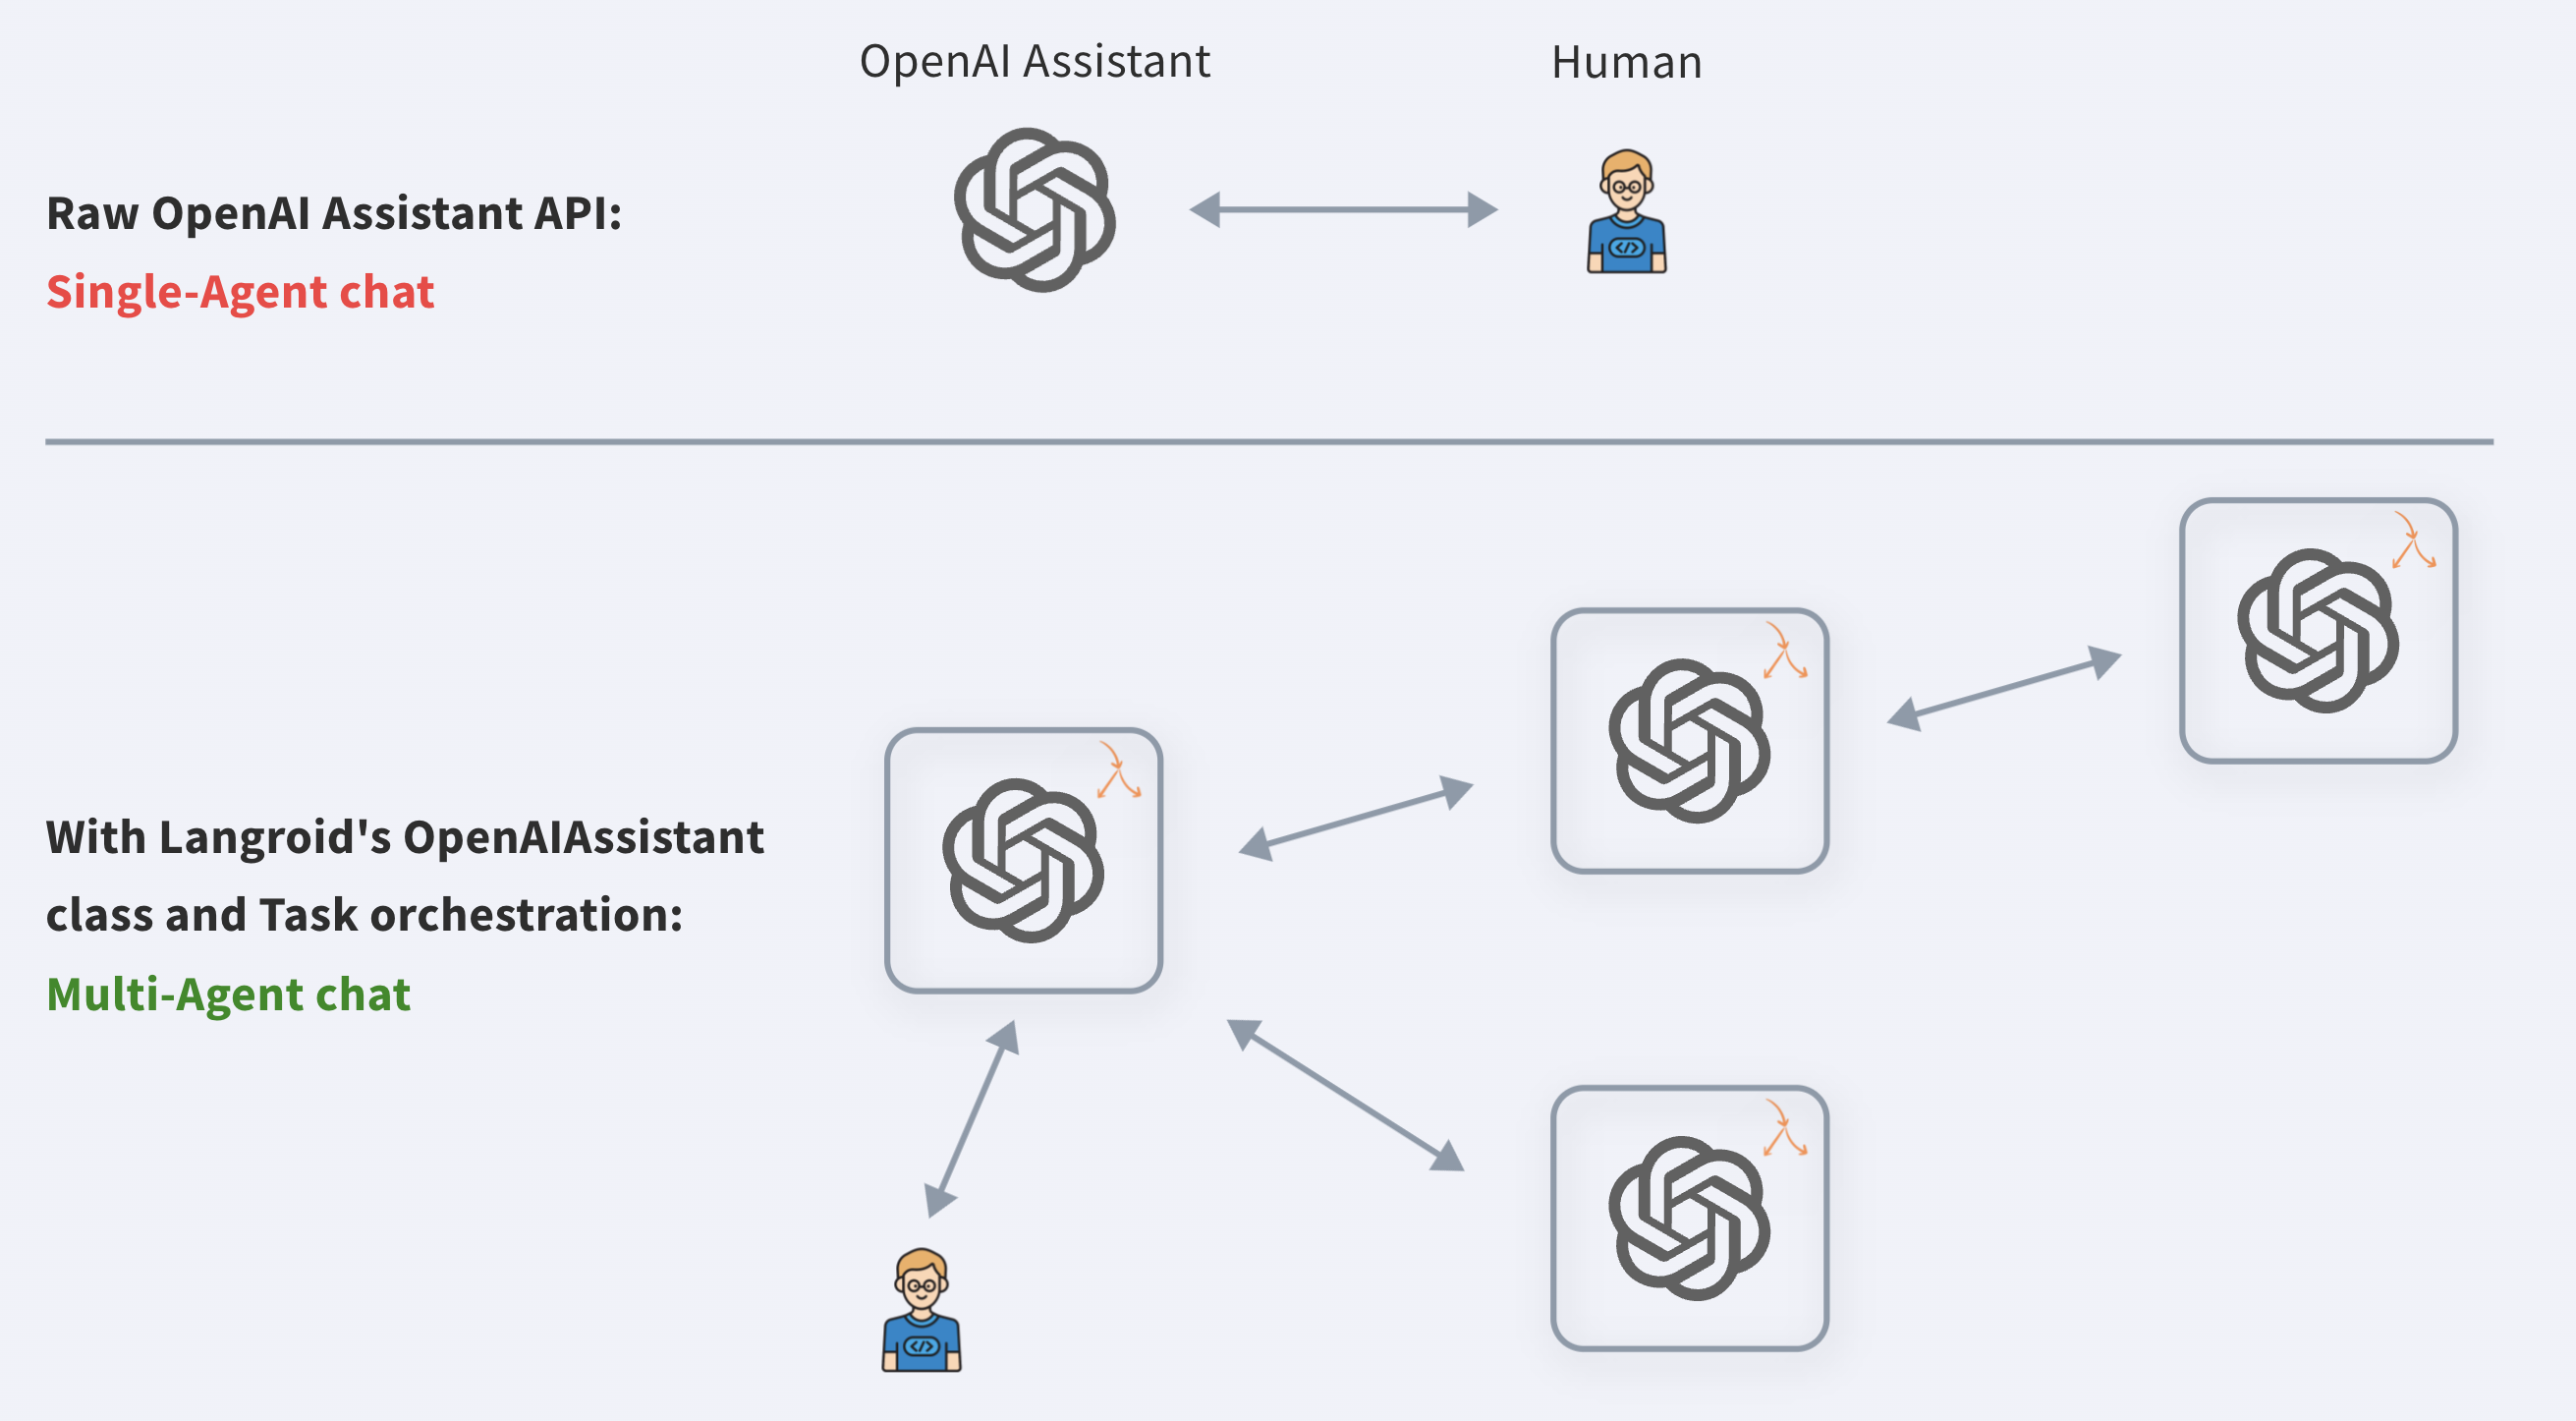 OpenAI Assistant
Human
Raw OpenAI Assistant API:
Single-Agent chat
</>
With Langroid's OpenAIAssistant
class and Task orchestration:
Multi-Agent chat
</>